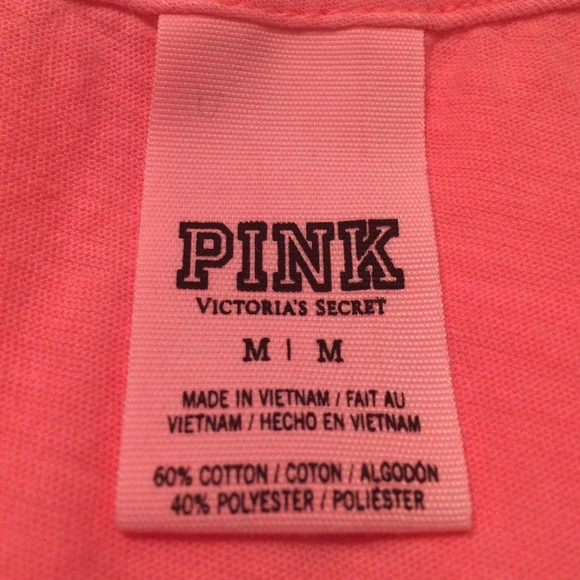 PINK
VICTORIA'S SECRET
M | M
MADE IN VIETNAM / FAIT AU
VIETNAM / HECHO EN VIETNAM
60% COTTON / COTON / ALGODÓN
40% POLYESTER / POLIÉSTER